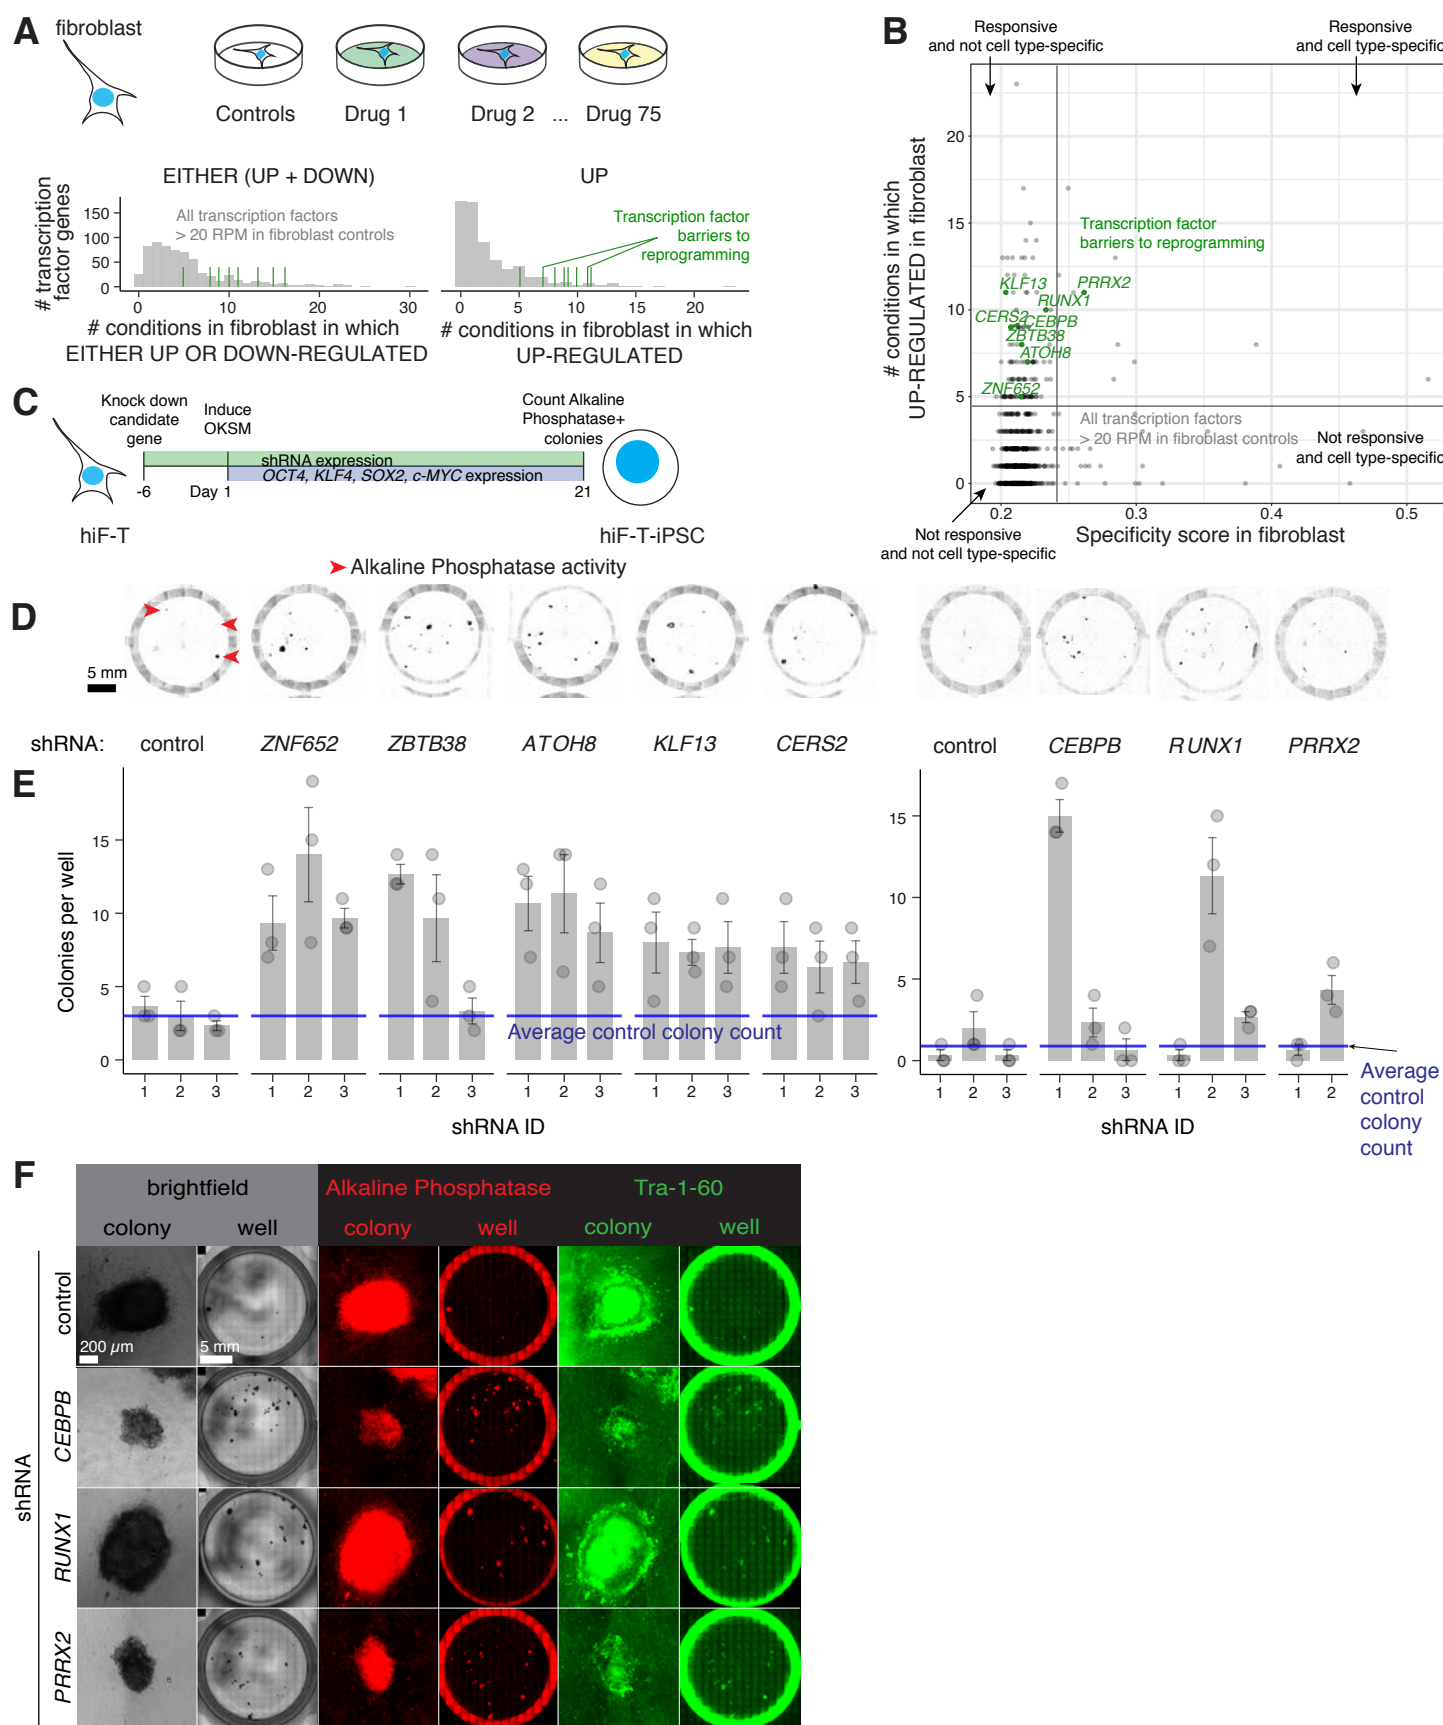 A
fibroblast
Controls
Drug 1
Drug 2
...
Drug 75
EITHER (UP + DOWN)
UP
# transcription
factor genes
150
100
50
0
All transcription factors
> 20 RPM in fibroblast controls
Transcription factor
barriers to
reprogramming
0 10 20 30
0 5 10 15 20
# conditions in fibroblast in which
EITHER UP OR DOWN-REGULATED
# conditions in fibroblast in which
UP-REGULATED
B
Responsive
and not cell type-specific
Responsive
and cell type-specific
# conditions in which
UP-REGULATED in fibroblast
20
15
10
5
0
Transcription factor
barriers to reprogramming
KLF13
PRRX2
RUNX1
CERS2
CEBPB
ZBTB38
ATOH8
ZNF652
All transcription factors
> 20 RPM in fibroblast controls
Not responsive
and cell type-specific
0.2 0.3 0.4 0.5
Specificity score in fibroblast
Not responsive
and not cell type-specific
C
Knock down
candidate
gene
Induce
OKSM
Count Alkaline
Phosphatase+
colonies
shRNA expression
OCT4, KLF4, SOX2, c-MYC expression
-6
Day 1
21
hiF-T
hiF-T-iPSC
Alkaline Phosphatase activity
D
5 mm
shRNA:
control
ZNF652
ZBTB38
ATOH8
KLF13
CERS2
control
CEBPB
RUNX1
PRRX2
E
Colonies per well
15
10
5
0
Average control colony count
1 2 3 1 2 3 1 2 3 1 2 3 1 2 3 1 2 3
shRNA ID
15
10
5
0
1 2 3 1 2 3 1 2 3 1 2
shRNA ID
Average
control
colony
count
F
brightfield
Alkaline Phosphatase
Tra-1-60
colony
well
colony
well
colony
well
shRNA
control
200 µm
5 mm
CEBPB
RUNX1
PRRX2